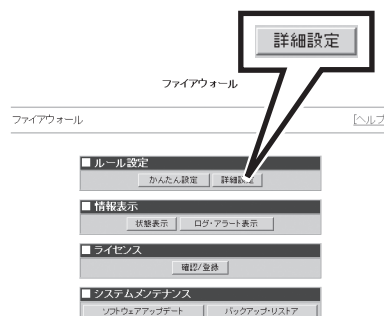 詳細設定
ファイアウォール
ファイアウォール [ヘルプ
■ ルール設定
かんたん設定 詳細設定
■ 情報表示
状態表示 ログ・アラート表示
■ ライセンス
確認/登録
■ システムメンテナンス
ソフトウェアアップデート バックアップ・リストア